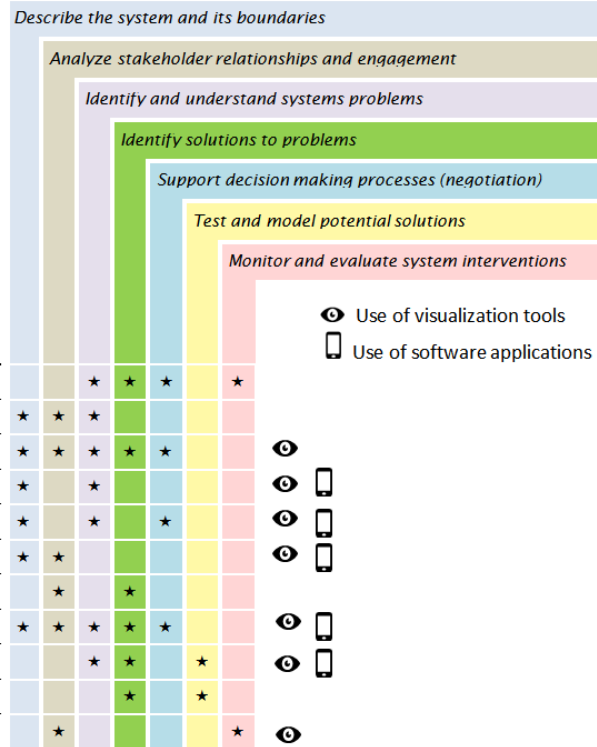 Describe the system and its boundaries
Analyze stakeholder relationships and engagement
Identify and understand systems problems
Identify solutions to problems
Support decision making processes (negotiation)
Test and model potential solutions
Monitor and evaluate system interventions
Use of visualization tools
Use of software applications